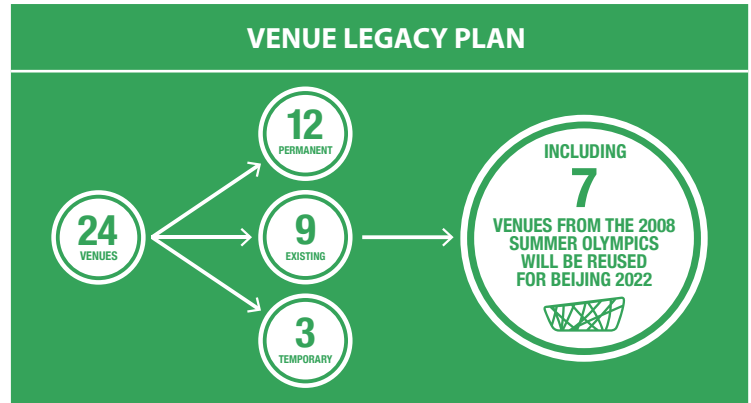 VENUE LEGACY PLAN
24
VENUES
12
PERMANENT
9
EXISTING
3
TEMPORARY
INCLUDING
7
VENUES FROM THE 2008
SUMMER OLYMPICS
WILL BE REUSED
FOR BEIJING 2022